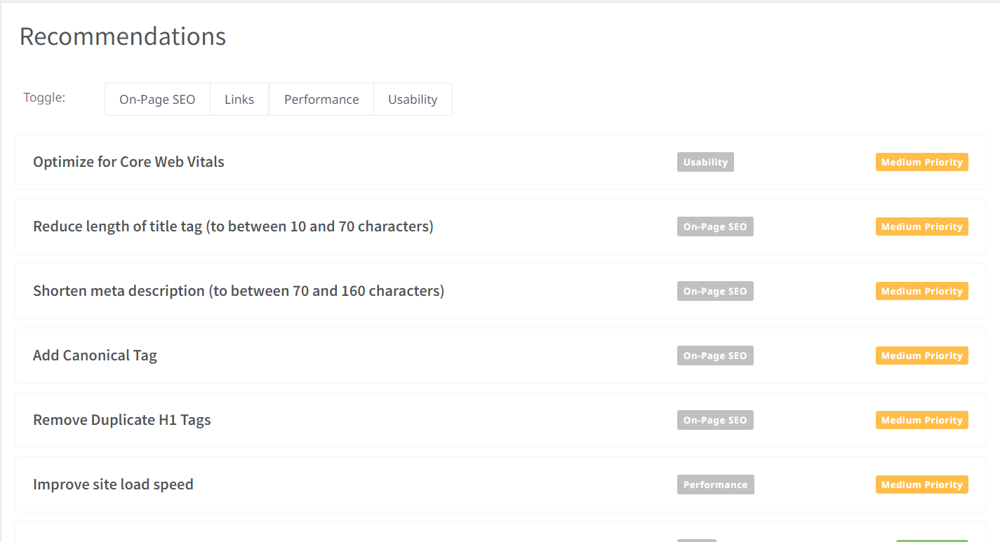 Recommendations
Toggle: On-Page SEO Links Performance Usability
Optimize for Core Web Vitals Usability Medium Priority
Reduce length of title tag (to between 10 and 70 characters) On-Page SEO Medium Priority
Shorten meta description (to between 70 and 160 characters) On-Page SEO Medium Priority
Add Canonical Tag On-Page SEO Medium Priority
Remove Duplicate H1 Tags On-Page SEO Medium Priority
Improve site load speed Performance Medium Priority